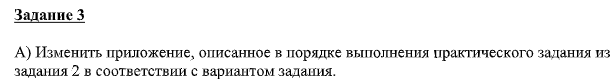 Задание 3
А) Изменить приложение, описанное в порядке выполнения практического задания из
задания 2 в соответствии с вариантом задания.